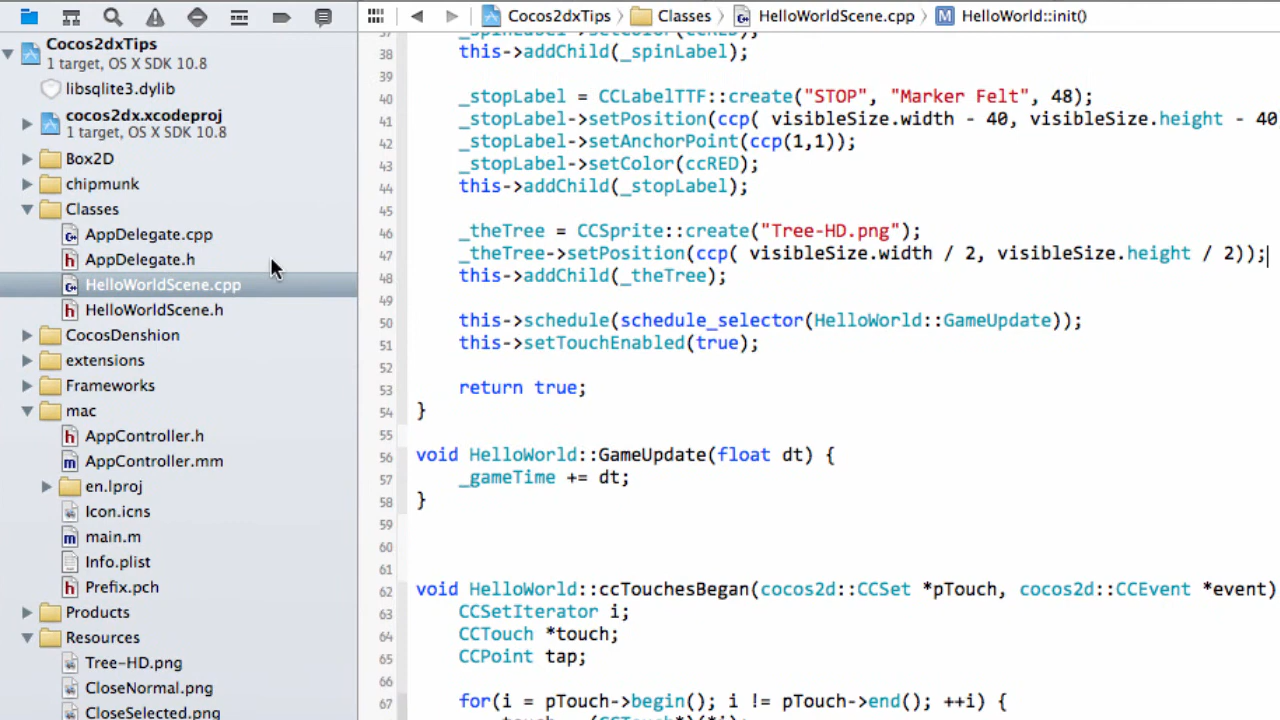 Cocos2dxTips
1 target, OS X SDK 10.8
libsqlite3.dylib
cocos2dx.xcodeproj
1 target, OS X SDK 10.8
Box2D
chipmunk
Classes
AppDelegate.cpp
AppDelegate.h
HelloWorldScene.cpp
HelloWorldScene.h
CocosDenshion
extensions
Frameworks
mac
AppController.h
AppController.mm
en.lproj
Icon.icns
main.m
Info.plist
Prefix.pch
Products
Resources
Tree-HD.png
CloseNormal.png
CloseSelected.png
Cocos2dxTips Classes HelloWorldScene.cpp M HelloWorld::init()
37 _spinLabel->setColor(ccRED);
38 this->addChild(_spinLabel);
39
40 _stopLabel = CCLabelTTF::create("STOP", "Marker Felt", 48);
41 _stopLabel->setPosition(ccp( visibleSize.width - 40, visibleSize.height - 40
42 _stopLabel->setAnchorPoint(ccp(1,1));
43 _stopLabel->setColor(ccRED);
44 this->addChild(_stopLabel);
45
46 _theTree = CCSprite::create("Tree-HD.png");
47 _theTree->setPosition(ccp( visibleSize.width / 2, visibleSize.height / 2));
48 this->addChild(_theTree);
49
50 this->schedule(schedule_selector(HelloWorld::GameUpdate));
51 this->setTouchEnabled(true);
52
53 return true;
54 }
55
56 void HelloWorld::GameUpdate(float dt) {
57 _gameTime += dt;
58 }
59
60
61
62 void HelloWorld::ccTouchesBegan(cocos2d::CCSet *pTouch, cocos2d::CCEvent *event)
63 CCSetIterator i;
64 CCTouch *touch;
65 CCPoint tap;
66
67 for(i = pTouch->begin(); i != pTouch->end(); ++i) {
touch = (CCTouch*)(*i);